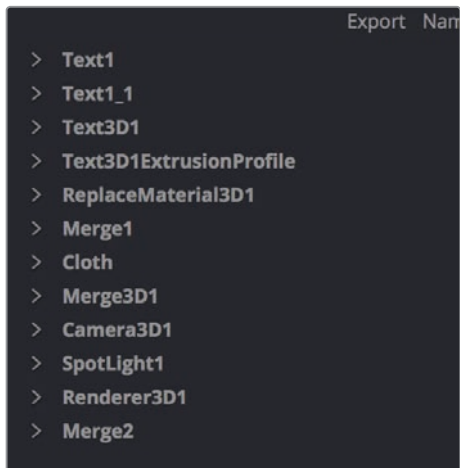 Export
Text1
Text1_1
Text3D1
Text3D1ExtrusionProfile
ReplaceMaterial3D1
Merge1
Cloth
Merge3D1
Camera3D1
SpotLight1
Renderer3D1
Merge2